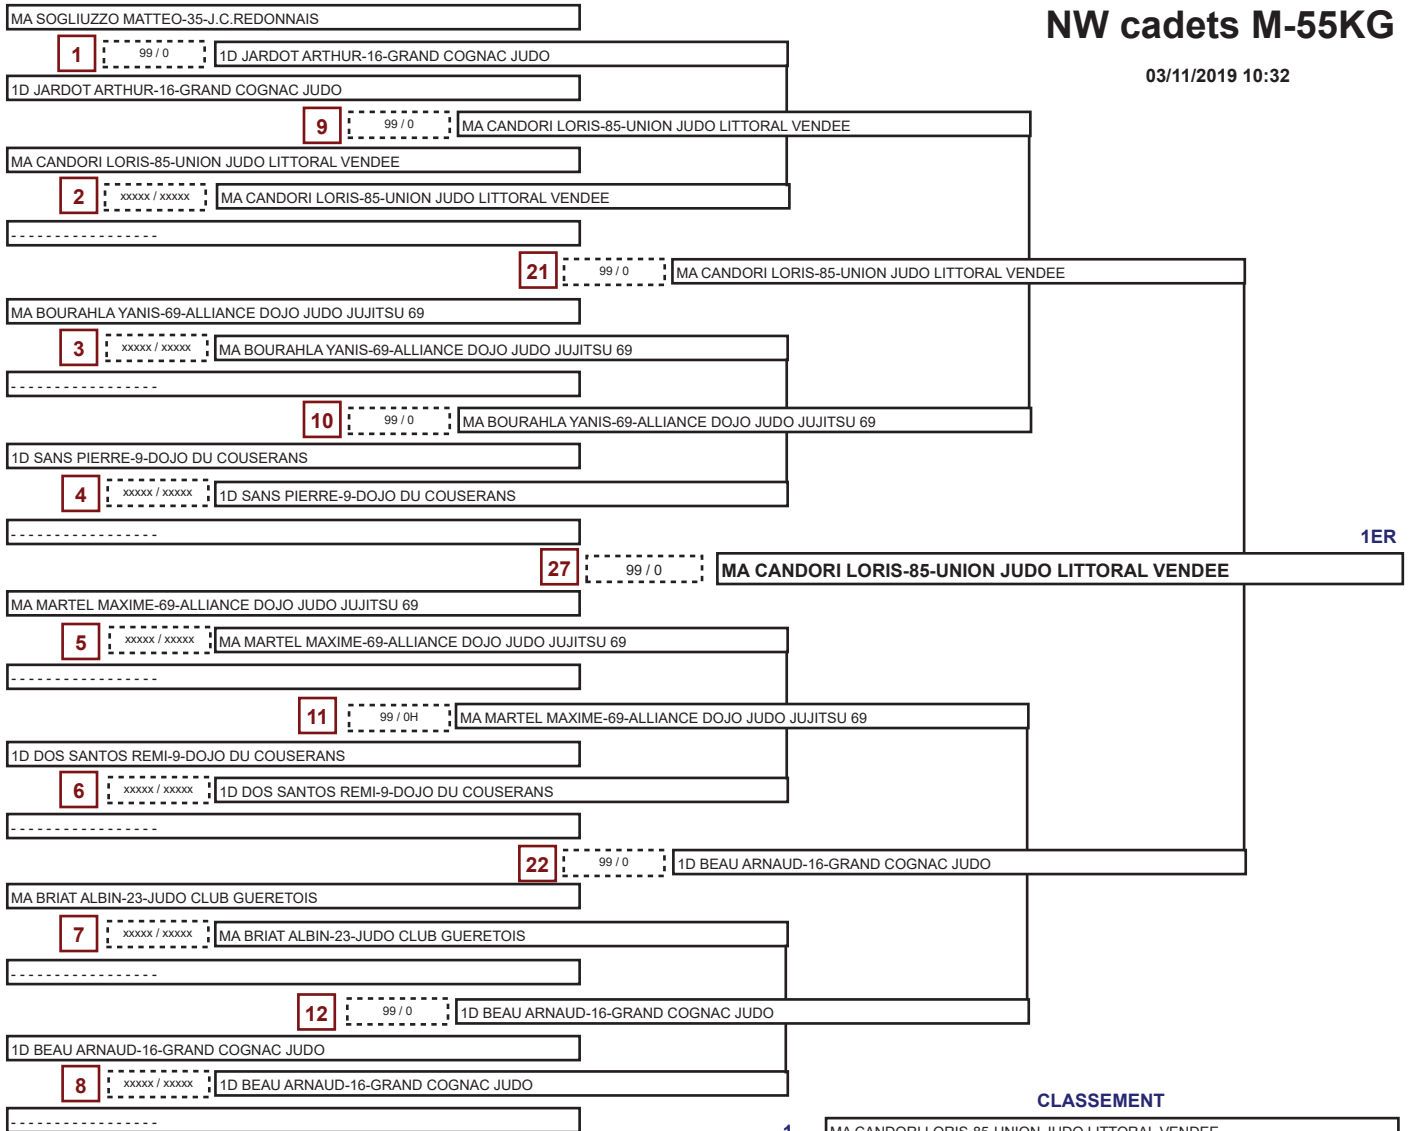 MA SOGLIUZZO MATTEO-35-J.C.REDONNAIS
NW cadets M-55KG
03/11/2019 10:32
1 99 / 0 1D JARDOT ARTHUR-16-GRAND COGNAC JUDO
1D JARDOT ARTHUR-16-GRAND COGNAC JUDO
9 99 / 0 MA CANDORI LORIS-85-UNION JUDO LITTORAL VENDEE
MA CANDORI LORIS-85-UNION JUDO LITTORAL VENDEE
2 xxxxx / xxxxx MA CANDORI LORIS-85-UNION JUDO LITTORAL VENDEE
- - - - - - - - - - - - - - - - -
21 99 / 0 MA CANDORI LORIS-85-UNION JUDO LITTORAL VENDEE
MA BOURAHLA YANIS-69-ALLIANCE DOJO JUDO JUJITSU 69
3 xxxxx / xxxxx MA BOURAHLA YANIS-69-ALLIANCE DOJO JUDO JUJITSU 69
- - - - - - - - - - - - - - - - -
10 99 / 0 MA BOURAHLA YANIS-69-ALLIANCE DOJO JUDO JUJITSU 69
1D SANS PIERRE-9-DOJO DU COUSERANS
4 xxxxx / xxxxx 1D SANS PIERRE-9-DOJO DU COUSERANS
- - - - - - - - - - - - - - - - -
1ER
27 99 / 0 MA CANDORI LORIS-85-UNION JUDO LITTORAL VENDEE
MA MARTEL MAXIME-69-ALLIANCE DOJO JUDO JUJITSU 69
5 xxxxx / xxxxx MA MARTEL MAXIME-69-ALLIANCE DOJO JUDO JUJITSU 69
- - - - - - - - - - - - - - - - -
11 99 / 0H MA MARTEL MAXIME-69-ALLIANCE DOJO JUDO JUJITSU 69
1D DOS SANTOS REMI-9-DOJO DU COUSERANS
6 xxxxx / xxxxx 1D DOS SANTOS REMI-9-DOJO DU COUSERANS
- - - - - - - - - - - - - - - - -
22 99 / 0 1D BEAU ARNAUD-16-GRAND COGNAC JUDO
MA BRIAT ALBIN-23-JUDO CLUB GUERETOIS
7 xxxxx / xxxxx MA BRIAT ALBIN-23-JUDO CLUB GUERETOIS
- - - - - - - - - - - - - - - - -
12 99 / 0 1D BEAU ARNAUD-16-GRAND COGNAC JUDO
1D BEAU ARNAUD-16-GRAND COGNAC JUDO
8 xxxxx / xxxxx 1D BEAU ARNAUD-16-GRAND COGNAC JUDO
CLASSEMENT
- - - - - - - - - - - - - - - - -
1 MA CANDORI LORIS-85-UNION JUDO LITTORAL VENDEE